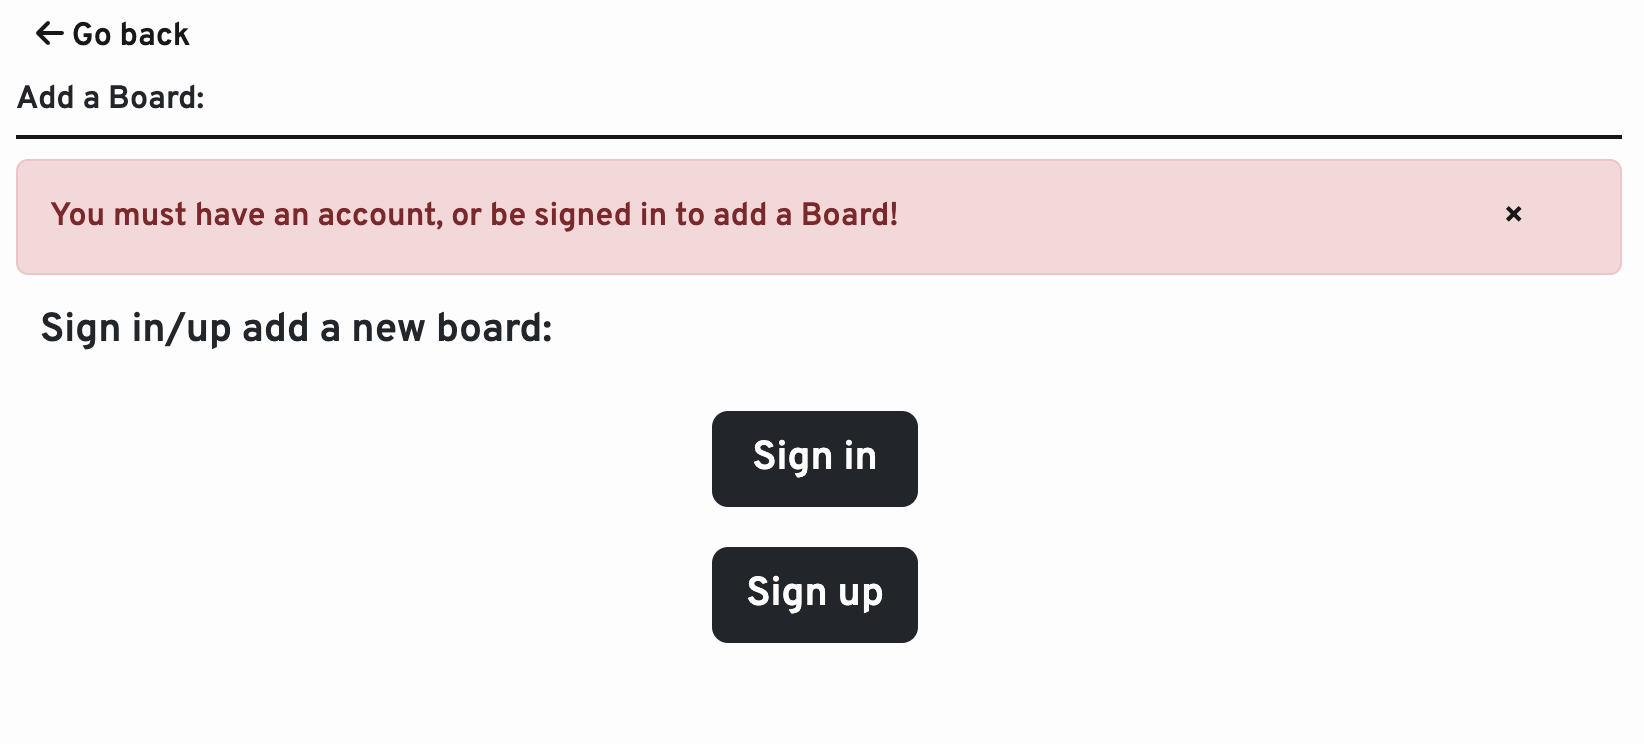 ← Go back
Add a Board:
You must have an account, or be signed in to add a Board! ×
Sign in/up add a new board:
Sign in
Sign up